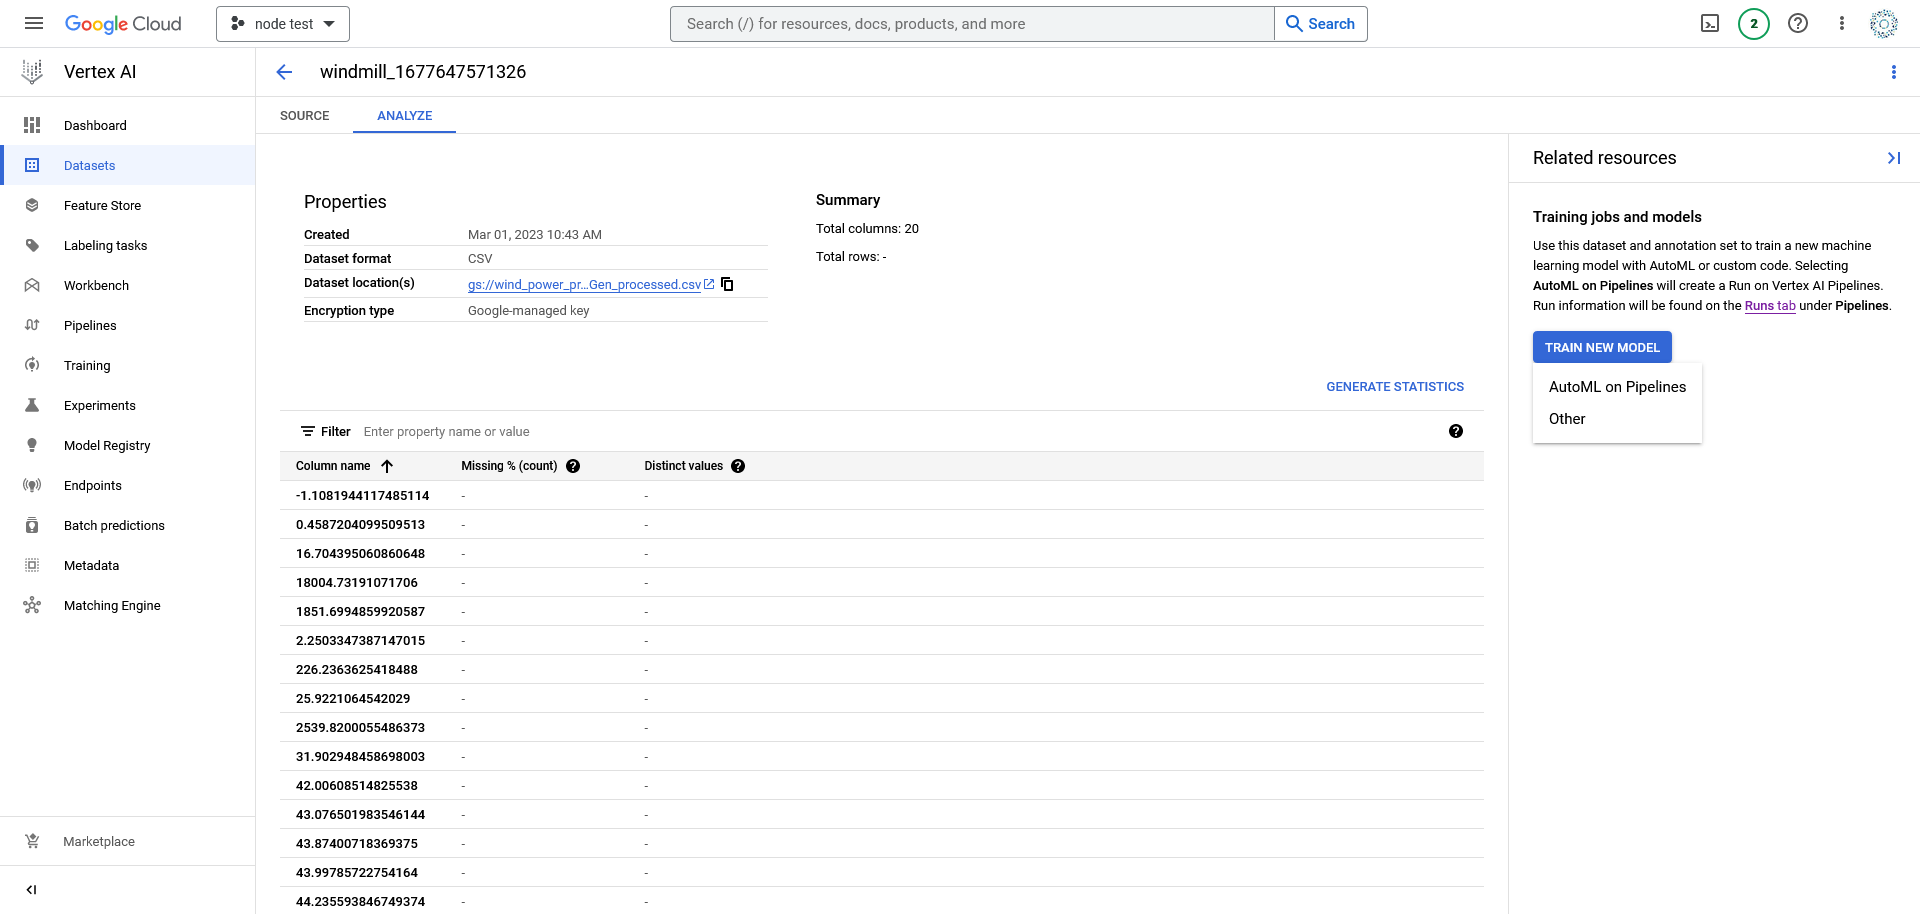 Google Cloud
node test
Search (/) for resources, docs, products, and more
Search
2
Vertex AI
windmill_1677647571326
SOURCE
ANALYZE
Dashboard
Datasets
Feature Store
Labeling tasks
Workbench
Pipelines
Training
Experiments
Model Registry
Endpoints
Batch predictions
Metadata
Matching Engine
Marketplace
Properties
Created Mar 01, 2023 10:43 AM
Dataset format CSV
Dataset location(s) gs://wind_power_pr...Gen_processed.csv
Encryption type Google-managed key
Summary
Total columns: 20
Total rows: -
GENERATE STATISTICS
Filter Enter property name or value
Column name Missing % (count) Distinct values
-1.1081944117485114 - -
0.4587204099509513 - -
16.704395060860648 - -
18004.73191071706 - -
1851.6994859920587 - -
2.2503347387147015 - -
226.2363625418488 - -
25.9221064542029 - -
2539.8200055486373 - -
31.902948458698003 - -
42.00608514825538 - -
43.076501983546144 - -
43.87400718369375 - -
43.99785722754164 - -
44.235593846749374 - -
Related resources
Training jobs and models
Use this dataset and annotation set to train a new machine
learning model with AutoML or custom code. Selecting
AutoML on Pipelines will create a Run on Vertex AI Pipelines.
Run information will be found on the Runs tab under Pipelines.
TRAIN NEW MODEL
AutoML on Pipelines
Other